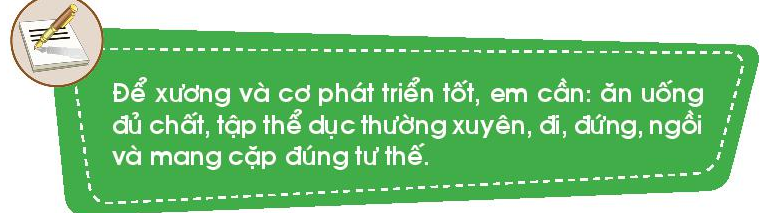 Để xương và cơ phát triển tốt, em cần: ăn uống
đủ chất, tập thể dục thường xuyên, đi, đứng, ngồi
và mang cặp đúng tư thế.